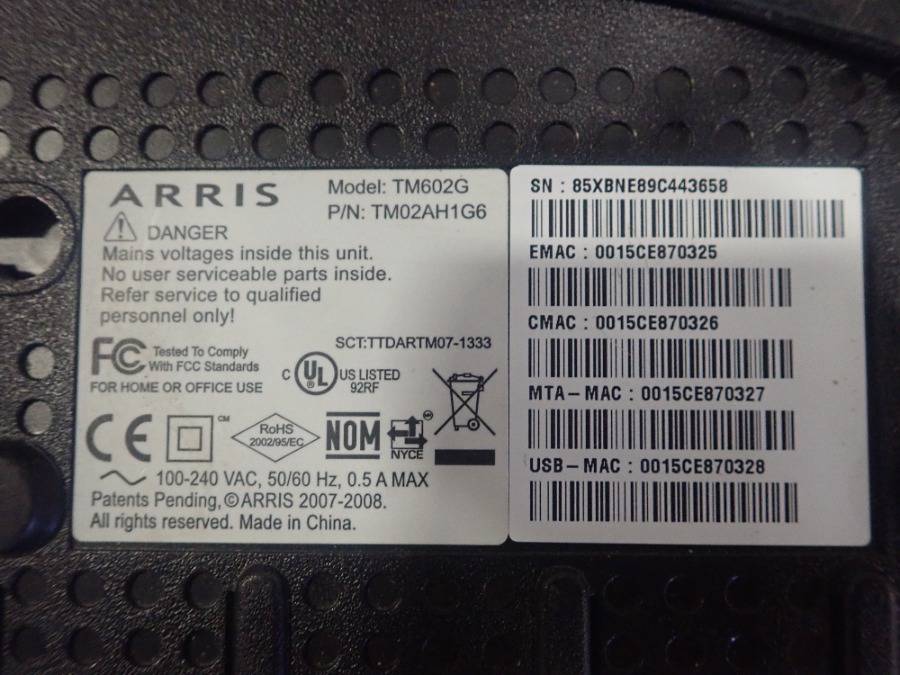 ARRIS
Model: TM602G
P/N: TM02AH1G6
DANGER
Mains voltages inside this unit.
No user serviceable parts inside.
Refer service to qualified
personnel only!
SCT:TTDARTM07-1333
FC Tested To Comply
With FCC Standards
FOR HOME OR OFFICE USE
C UL US LISTED
92RF
CE
CM
RoHS
2002/95/EC
NOM
NYCE
100-240 VAC, 50/60 Hz, 0.5 A MAX
Patents Pending,©ARRIS 2007-2008.
All rights reserved. Made in China.
SN : 85XBNE89C443658
EMAC : 0015CE870325
CMAC : 0015CE870326
MTA-MAC : 0015CE870327
USB-MAC : 0015CE870328